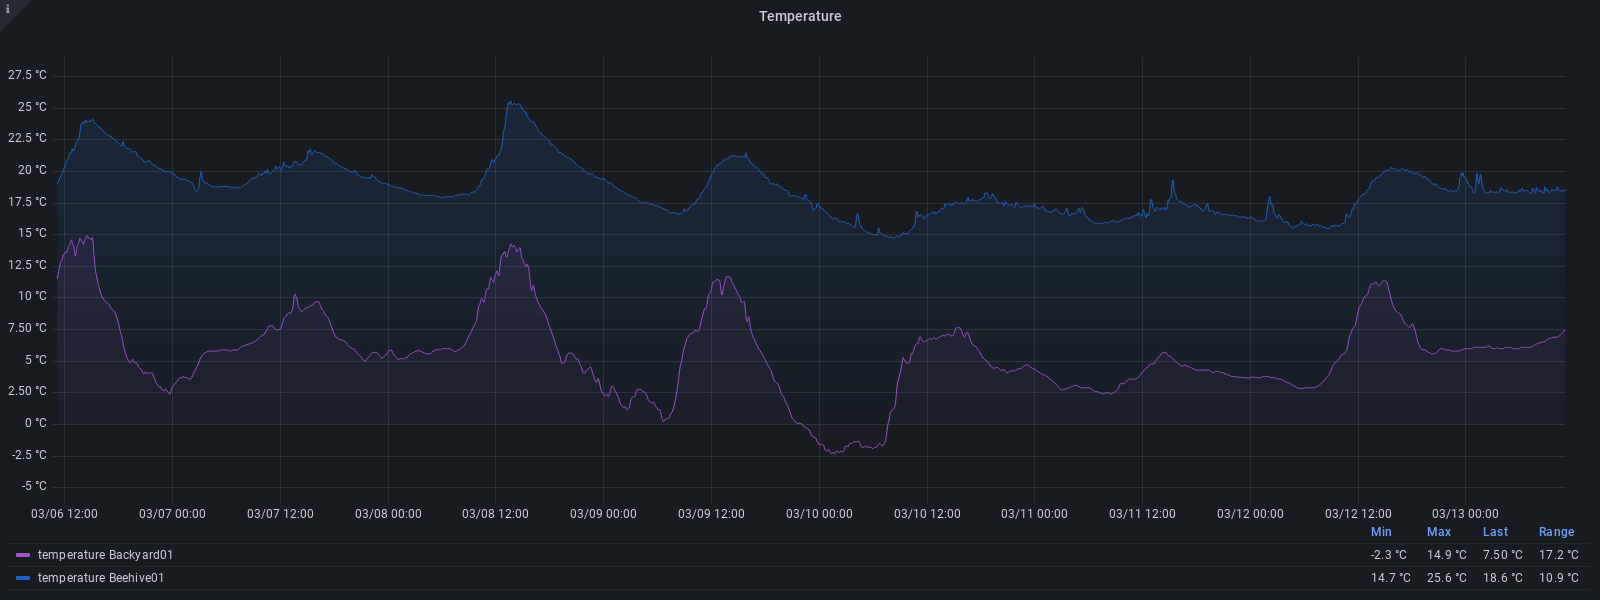 i
Temperature
27.5 °C
25 °C
22.5 °C
20 °C
17.5 °C
15 °C
12.5 °C
10 °C
7.50 °C
5 °C
2.50 °C
0 °C
-2.5 °C
-5 °C
03/06 12:00 03/07 00:00 03/07 12:00 03/08 00:00 03/08 12:00 03/09 00:00 03/09 12:00 03/10 00:00 03/10 12:00 03/11 00:00 03/11 12:00 03/12 00:00 03/12 12:00 03/13 00:00
Min Max Last Range
temperature Backyard01 -2.3 °C 14.9 °C 7.50 °C 17.2 °C
temperature Beehive01 14.7 °C 25.6 °C 18.6 °C 10.9 °C